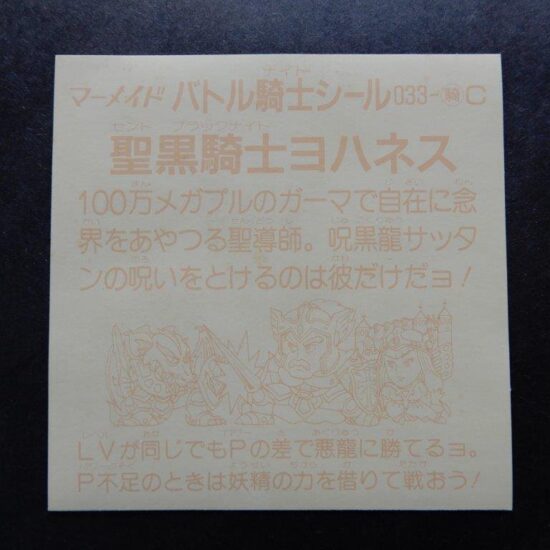 マーメイド バトル騎士シール 033-騎 C
聖黒騎士ヨハネス
100万メガプルのガーマで自在に念
界をあやつる聖導師。呪黒龍サッタ
ンの呪いをとけるのは彼だけだョ!
LVが同じでもPの差で悪龍に勝てるョ。
P不足のときは妖精の力を借りて戦おう!